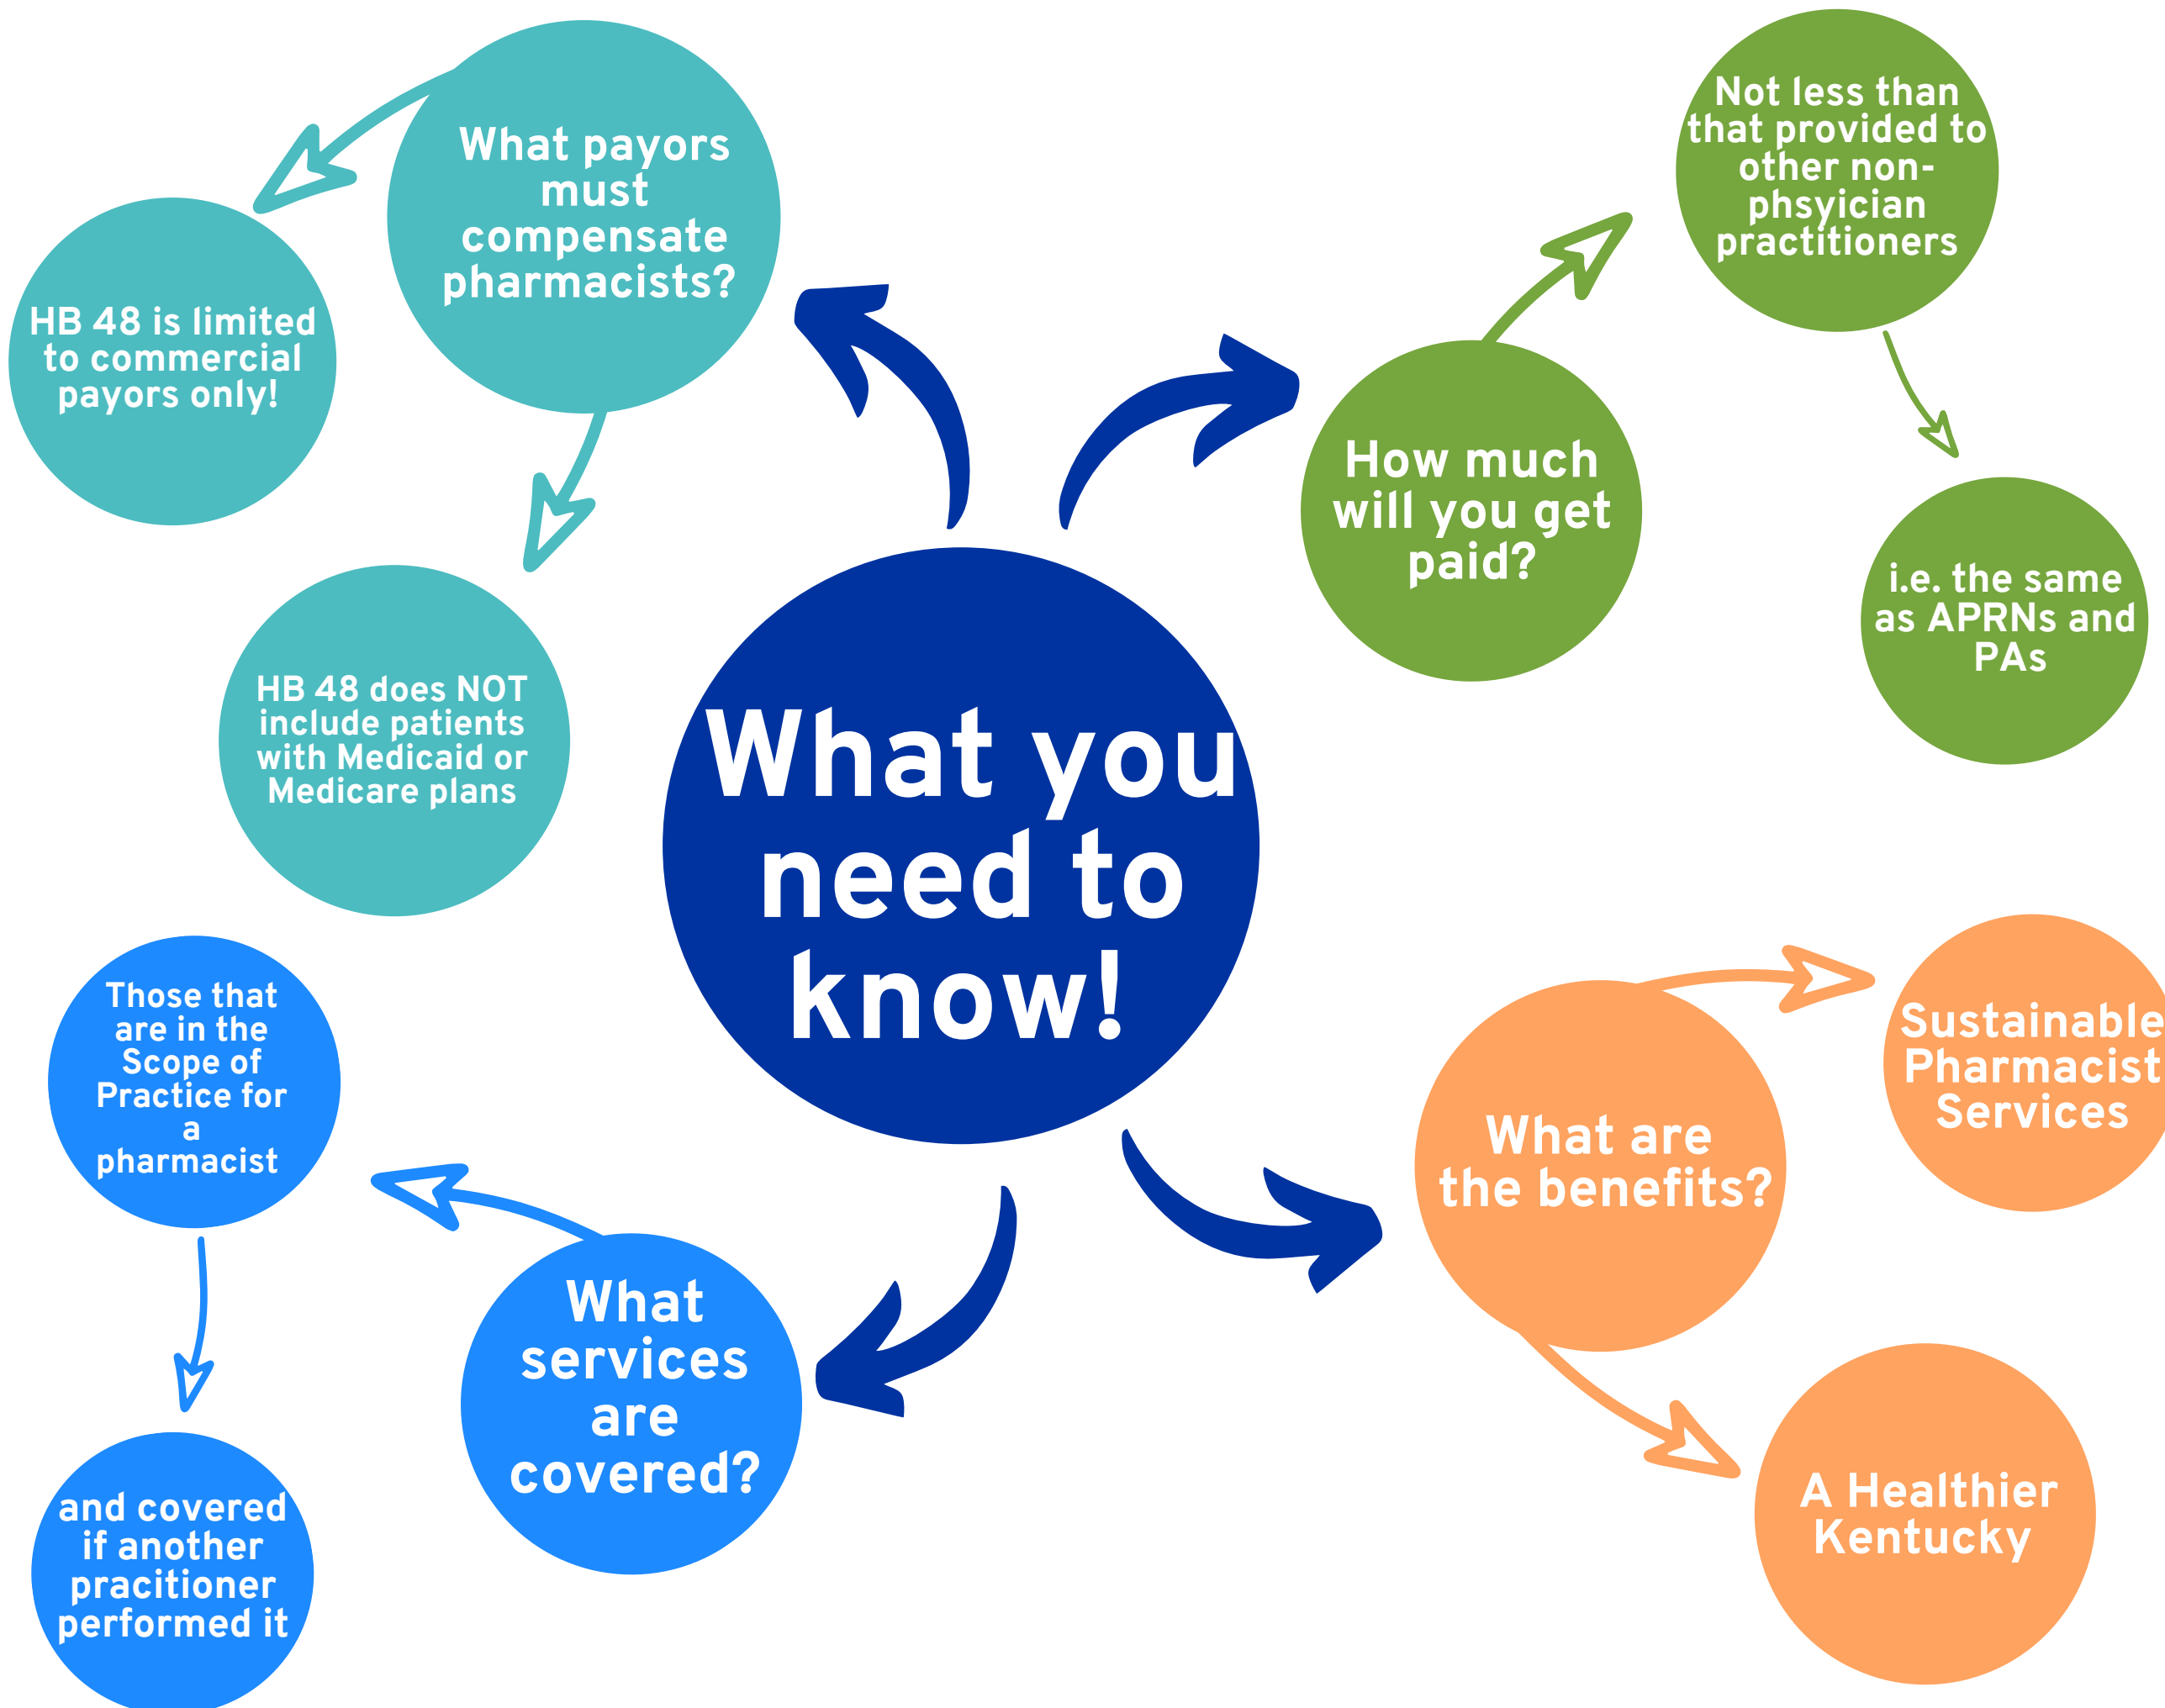 What payors
must
compensate
pharmacists?
HB 48 is limited
to commercial
payors only!
HB 48 does NOT
include patients
with Medicaid or
Medicare plans
Not less than
that provided to
other non-
phsyician
practitioners
How much
will you get
paid?
i.e. the same
as APRNs and
PAs
What you
need to
know!
Those that
are in the
Scope of
Practice for
a
pharmacist
What
services
are
covered?
and covered
if another
pracitioner
performed it
What are
the benefits?
Sustainable
Pharmacist
Services
A Healthier
Kentucky